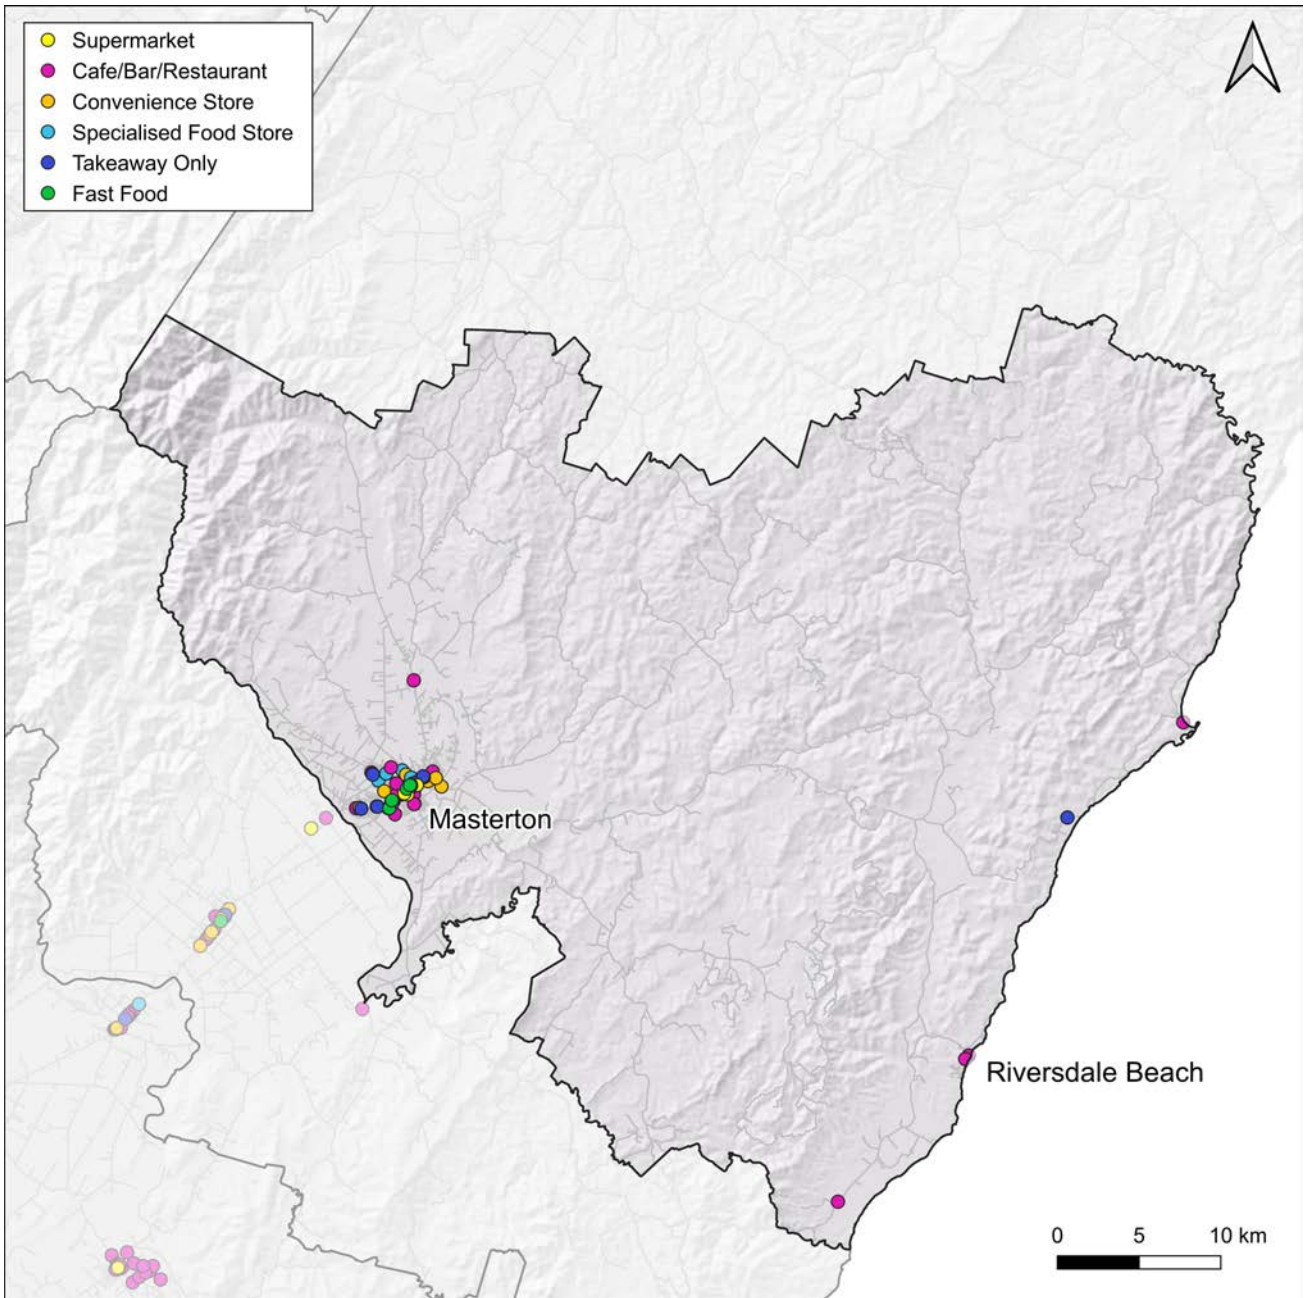 Supermarket
Cafe/Bar/Restaurant
Convenience Store
Specialised Food Store
Takeaway Only
Fast Food
Masterton
Riversdale Beach
0 5 10 km